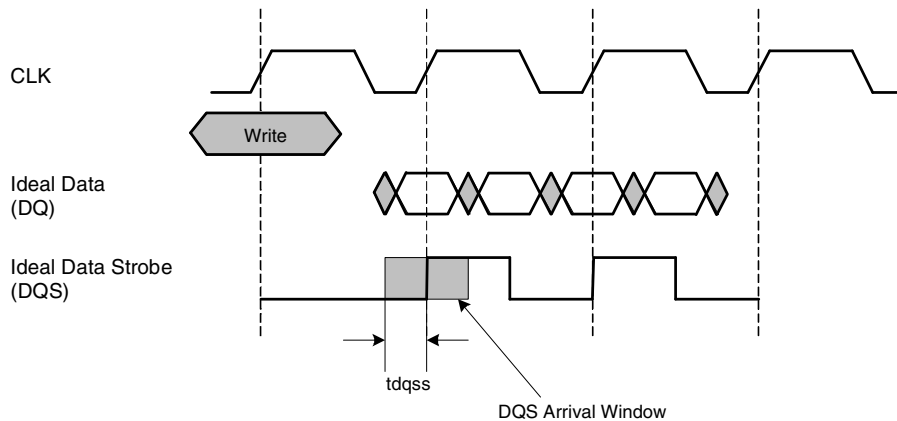 CLK
Write
Ideal Data
(DQ)
Ideal Data Strobe
(DQS)
tdqss
DQS Arrival Window